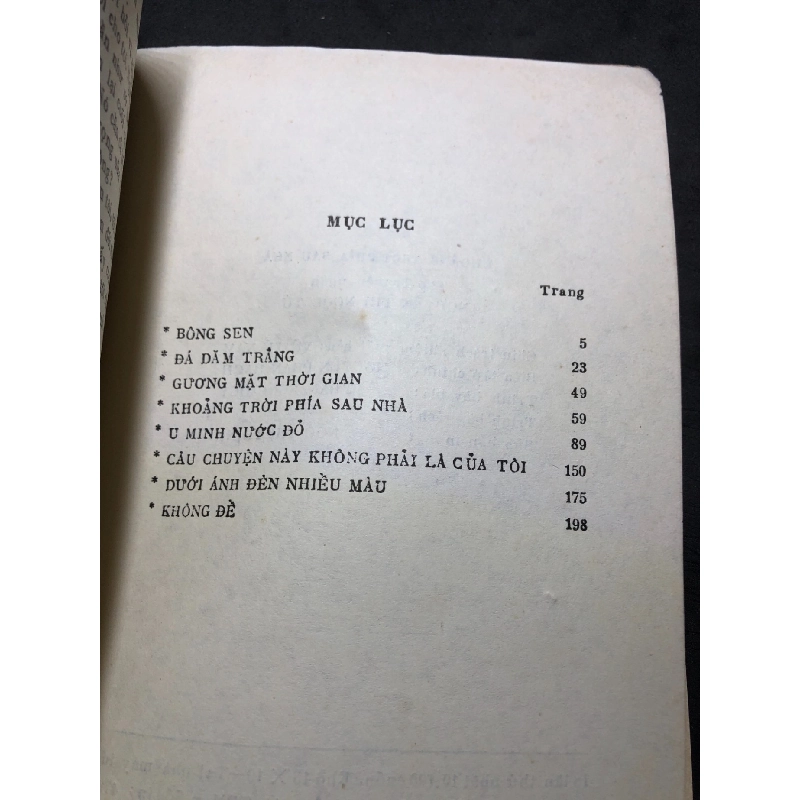 MỤC LỤC
Trang
* BÔNG SEN 5
* ĐÁ DĂM TRẮNG 23
* GƯƠNG MẶT THỜI GIAN 49
* KHOẢNG TRỜI PHÍA SAU NHÀ 59
* U MINH NƯỚC ĐỎ 89
* CÂU CHUYỆN NÀY KHÔNG PHẢI LÀ CỦA TÔI 150
* DƯỚI ÁNH ĐÈN NHIỀU MÀU 175
* KHÔNG ĐỀ 198